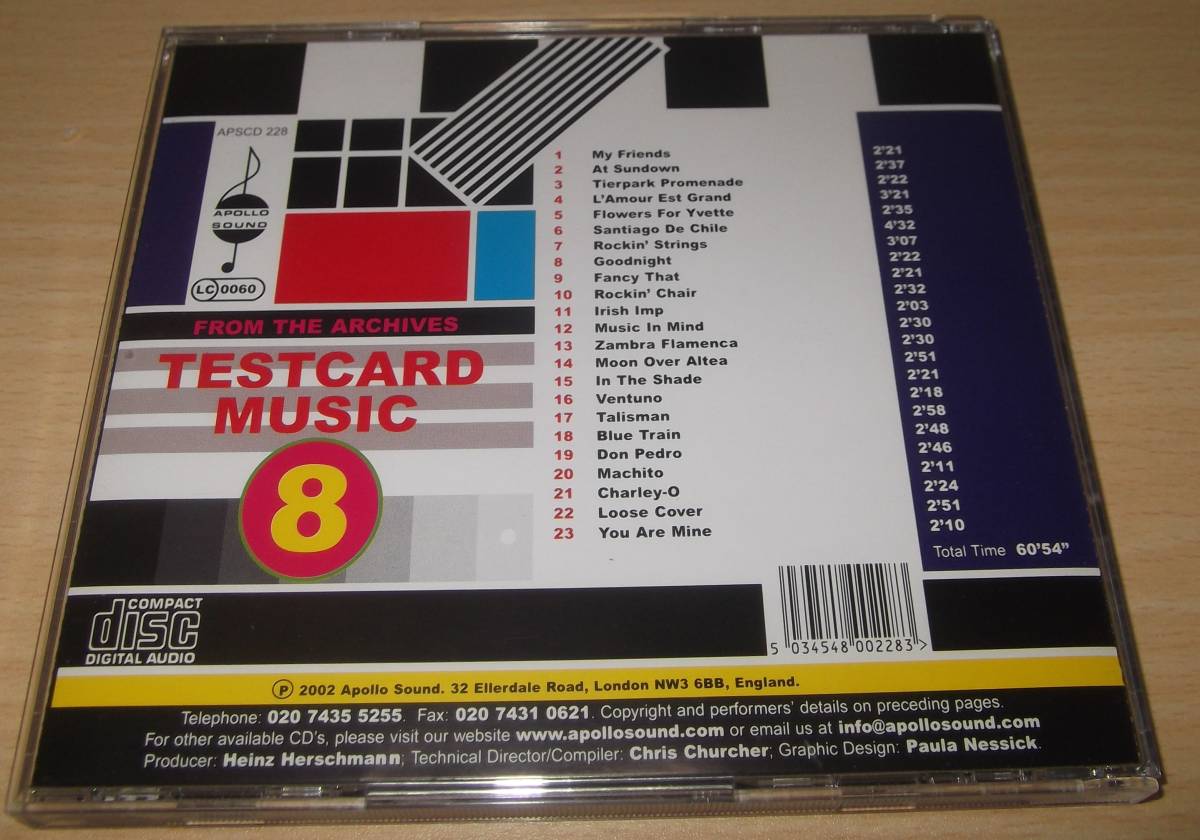 APSCD 228
APOLLO
SOUND
LC 0060
FROM THE ARCHIVES
TESTCARD
MUSIC
8
1 My Friends 2'21
2 At Sundown 2'37
3 Tierpark Promenade 2'22
4 L'Amour Est Grand 3'21
5 Flowers For Yvette 2'35
6 Santiago De Chile 4'32
7 Rockin' Strings 3'07
8 Goodnight 2'22
9 Fancy That 2'21
10 Rockin' Chair 2'32
11 Irish Imp 2'03
12 Music In Mind 2'30
13 Zambra Flamenca 2'30
14 Moon Over Altea 2'51
15 In The Shade 2'21
16 Ventuno 2'18
17 Talisman 2'58
18 Blue Train 2'48
19 Don Pedro 2'46
20 Machito 2'11
21 Charley-O 2'24
22 Loose Cover 2'51
23 You Are Mine 2'10
Total Time 60'54"
COMPACT
disc
DIGITAL AUDIO
5 034548 002283 >
Ⓟ 2002 Apollo Sound. 32 Ellerdale Road, London NW3 6BB, England.
Telephone: 020 7435 5255. Fax: 020 7431 0621. Copyright and performers' details on preceding pages.
For other available CD's, please visit our website www.apollosound.com or email us at info@apollosound.com
Producer: Heinz Herschmann; Technical Director/Compiler: Chris Churcher; Graphic Design: Paula Nessick.